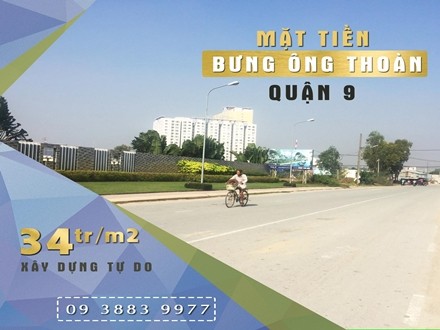 MẶT TIỀN
BƯNG ÔNG THOÀN
QUẬN 9
34tr/m2
XÂY DỰNG TỰ DO
09 3883 9977